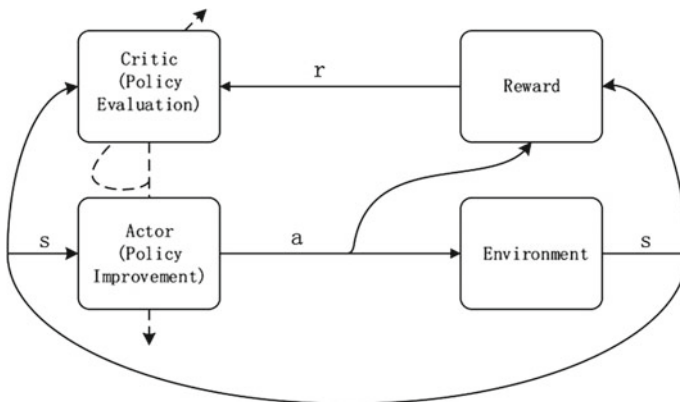 Critic
(Policy
Evaluation)
r
Reward
s
Actor
(Policy
Improvement)
a
Environment
s